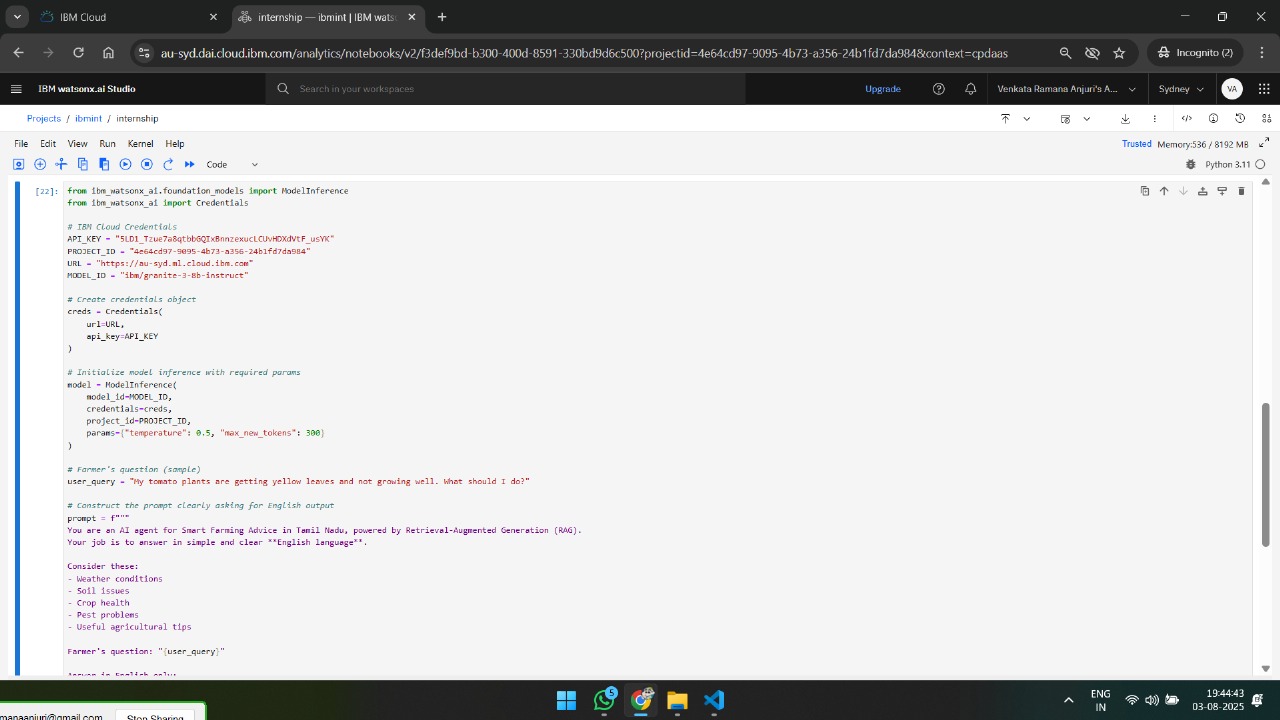 IBM Cloud
internship — ibmint | IBM wats
au-syd.dai.cloud.ibm.com/analytics/notebooks/v2/f3def9bd-b300-400d-8591-330bd9d6c500?projectid=4e64cd97-9095-4b73-a356-24b1fd7da984&context=cpdaas
Incognito (2)
IBM watsonx.ai Studio
Search in your workspaces
Upgrade
Venkata Ramana Anjuri's A...
Sydney
VA
Projects / ibmint / internship
File Edit View Run Kernel Help
Trusted Memory:536 / 8192 MB
Code
Python 3.11
[22]: from ibm_watsonx_ai.foundation_models import ModelInference
from ibm_watsonx_ai import Credentials
# IBM Cloud Credentials
API_KEY = "5LD1_Tzue7a8qtbbGQIxBnnzexucLCUvHDXdVtF_usYK"
PROJECT_ID = "4e64cd97-9095-4b73-a356-24b1fd7da984"
URL = "https://au-syd.ml.cloud.ibm.com"
MODEL_ID = "ibm/granite-3-8b-instruct"
# Create credentials object
creds = Credentials(
url=URL,
api_key=API_KEY
)
# Initialize model inference with required params
model = ModelInference(
model_id=MODEL_ID,
credentials=creds,
project_id=PROJECT_ID,
params={"temperature": 0.5, "max_new_tokens": 300}
)
# Farmer's question (sample)
user_query = "My tomato plants are getting yellow leaves and not growing well. What should I do?"
# Construct the prompt clearly asking for English output
prompt = f"""
You are an AI agent for Smart Farming Advice in Tamil Nadu, powered by Retrieval-Augmented Generation (RAG).
Your job is to answer in simple and clear **English language**.
Consider these:
- Weather conditions
- Soil issues
- Crop health
- Pest problems
- Useful agricultural tips
Farmer's question: "{user_query}"
Answer in English only:
manaanjuri@gmail.com
Stop Sharing
5
ENG
IN
19:44:43
03-08-2025